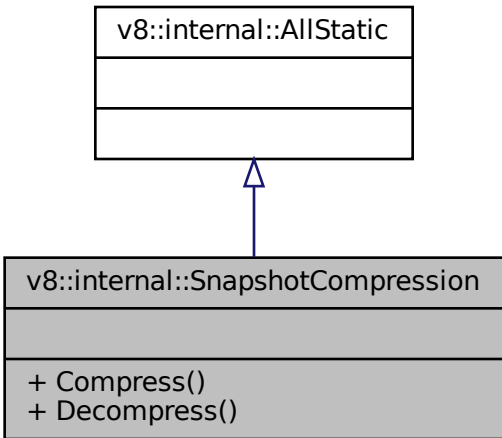 v8::internal::AllStatic
v8::internal::SnapshotCompression
+ Compress()
+ Decompress()